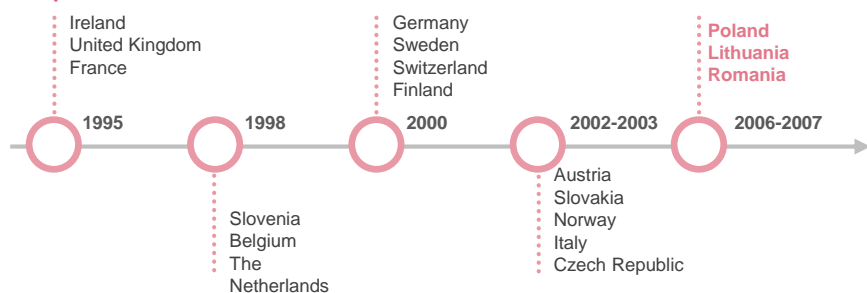 Ireland
United Kingdom
France
Germany
Sweden
Switzerland
Finland
Poland
Lithuania
Romania
1995
1998
2000
2002-2003
2006-2007
Slovenia
Belgium
The
Netherlands
Austria
Slovakia
Norway
Italy
Czech Republic